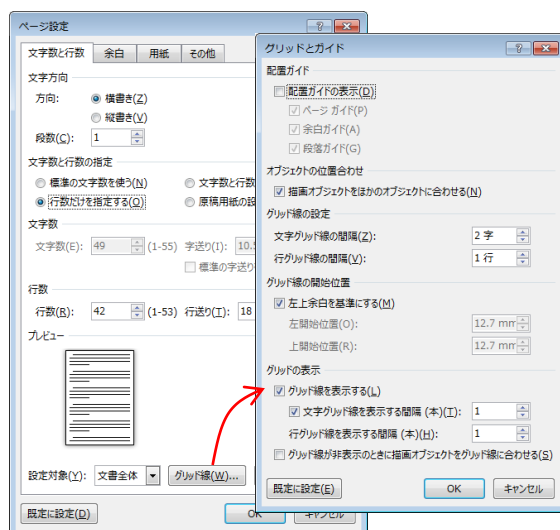 ページ設定
文字数と行数 余白 用紙 その他
文字方向
方向: 横書き(Z)
縦書き(V)
段数(C): 1
文字数と行数の指定
標準の文字数を使う(N) 文字数と行数
行数だけを指定する(O) 原稿用紙の設
文字数
文字数(E): 49 (1-55) 字送り(I): 10.5
標準の字送り
行数
行数(R): 42 (1-53) 行送り(T): 18
プレビュー
設定対象(Y): 文書全体 グリッド線(W)...
既定に設定(D) OK キャンセル
グリッドとガイド
配置ガイド
配置ガイドの表示(D)
ページ ガイド(P)
余白ガイド(A)
段落ガイド(G)
オブジェクトの位置合わせ
描画オブジェクトをほかのオブジェクトに合わせる(N)
グリッド線の設定
文字グリッド線の間隔(Z): 2 字
行グリッド線の間隔(V): 1 行
グリッド線の開始位置
左上余白を基準にする(M)
左開始位置(O): 12.7 mm
上開始位置(R): 12.7 mm
グリッドの表示
グリッド線を表示する(L)
文字グリッド線を表示する間隔 (本)(T): 1
行グリッド線を表示する間隔 (本)(H): 1
グリッド線が非表示のときに描画オブジェクトをグリッド線に合わせる(S)
既定に設定(E) OK キャンセル